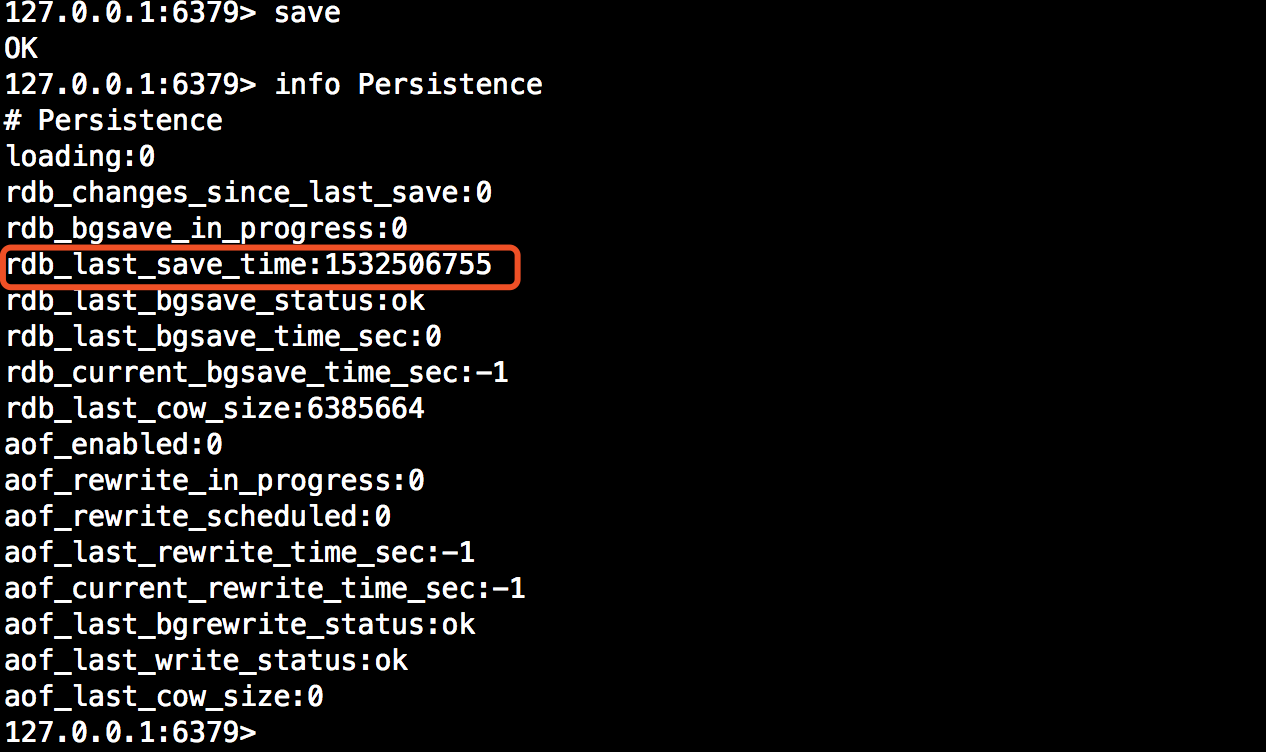 127.0.0.1:6379> save
OK
127.0.0.1:6379> info Persistence
# Persistence
loading:0
rdb_changes_since_last_save:0
rdb_bgsave_in_progress:0
rdb_last_save_time:1532506755
rdb_last_bgsave_status:ok
rdb_last_bgsave_time_sec:0
rdb_current_bgsave_time_sec:-1
rdb_last_cow_size:6385664
aof_enabled:0
aof_rewrite_in_progress:0
aof_rewrite_scheduled:0
aof_last_rewrite_time_sec:-1
aof_current_rewrite_time_sec:-1
aof_last_bgrewrite_status:ok
aof_last_write_status:ok
aof_last_cow_size:0
127.0.0.1:6379>